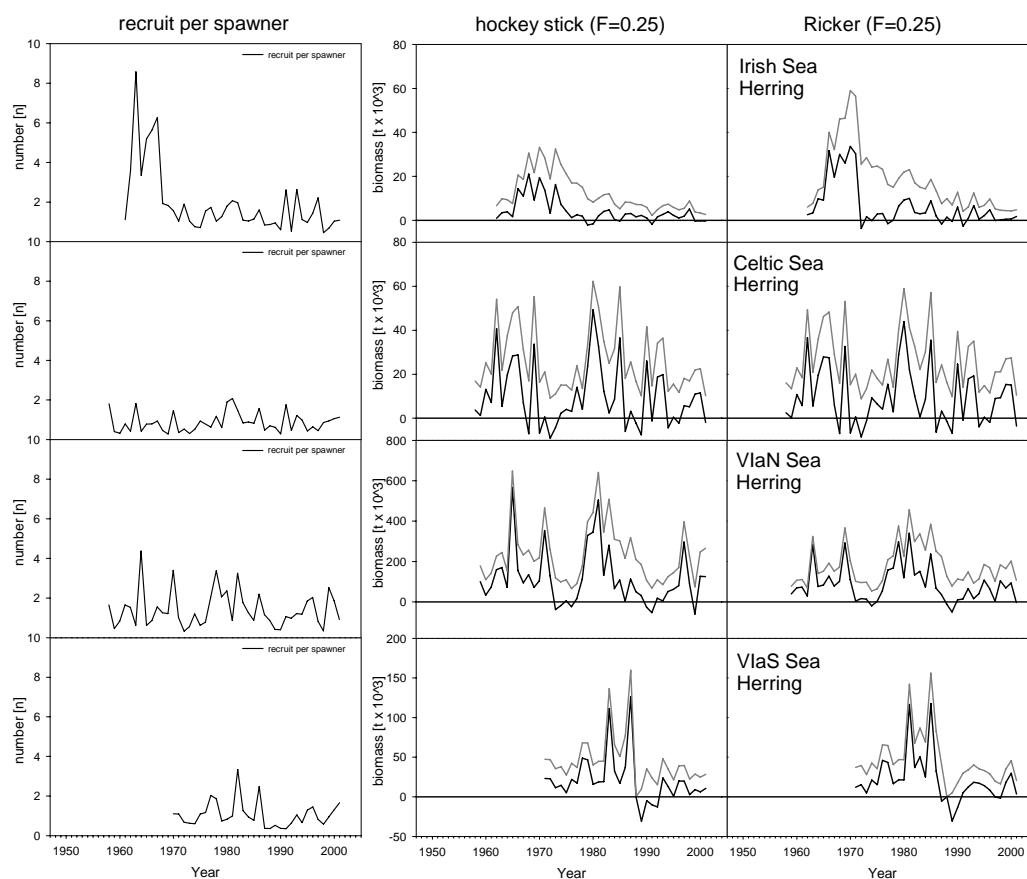 recruit per spawner
hockey stick (F=0.25)
Ricker (F=0.25)
number [n]
10
8
6
4
2
recruit per spawner
biomass [t x 10^3]
80
60
40
20
0
Irish Sea
Herring
number [n]
10
8
6
4
2
recruit per spawner
biomass [t x 10^3]
80
60
40
20
0
Celtic Sea
Herring
number [n]
10
8
6
4
2
recruit per spawner
biomass [t x 10^3]
800
600
400
200
0
VIaN Sea
Herring
number [n]
10
8
6
4
2
0
recruit per spawner
biomass [t x 10^3]
200
150
100
50
0
-50
VIaS Sea
Herring
1950 1960 1970 1980 1990 2000
1950 1960 1970 1980 1990 2000
1950 1960 1970 1980 1990 2000
Year
Year
Year